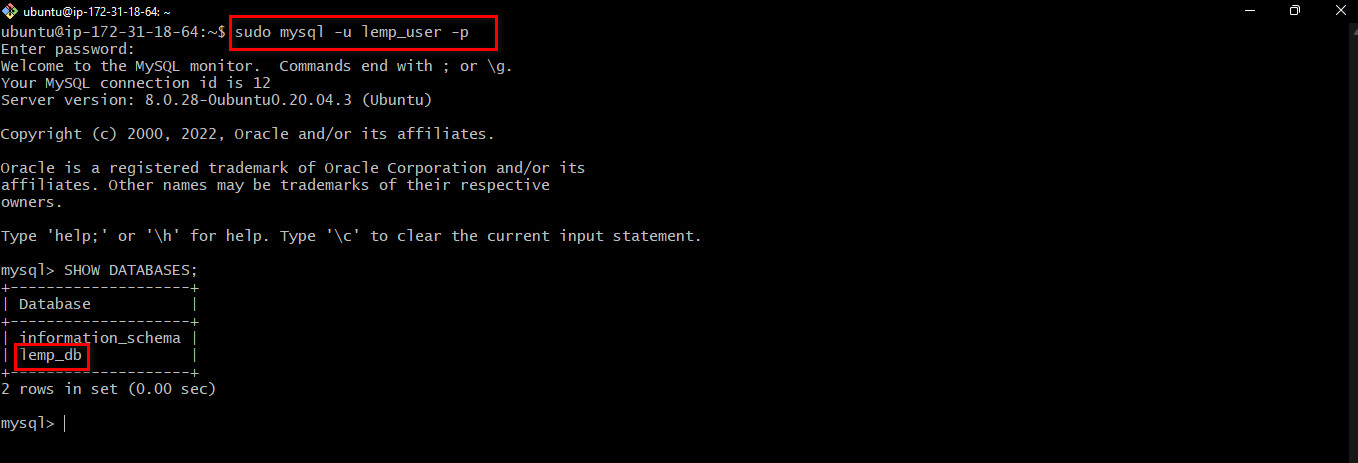 ubuntu@ip-172-31-18-64: ~
ubuntu@ip-172-31-18-64:~$ sudo mysql -u lemp_user -p
Enter password:
Welcome to the MySQL monitor.  Commands end with ; or \g.
Your MySQL connection id is 12
Server version: 8.0.28-0ubuntu0.20.04.3 (Ubuntu)
Copyright (c) 2000, 2022, Oracle and/or its affiliates.
Oracle is a registered trademark of Oracle Corporation and/or its
affiliates. Other names may be trademarks of their respective
owners.
Type 'help;' or '\h' for help. Type '\c' to clear the current input statement.
mysql> SHOW DATABASES;
+--------------------+
| Database           |
+--------------------+
| information_schema |
| lemp_db            |
+--------------------+
2 rows in set (0.00 sec)
mysql>